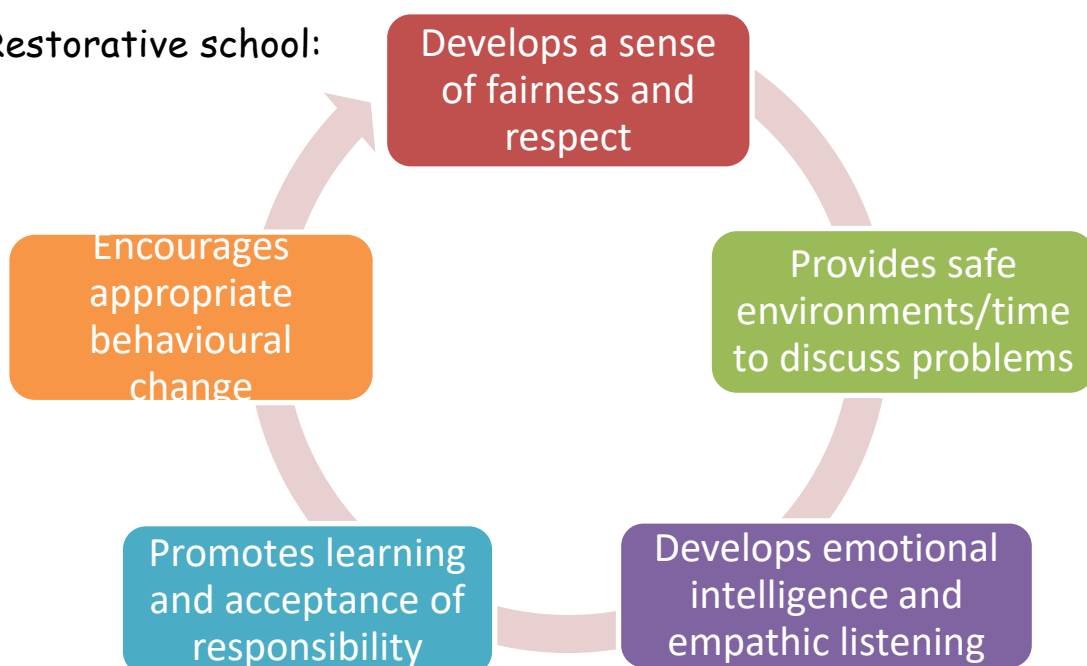 Restorative school:
Develops a sense
of fairness and
respect
Provides safe
environments/time
to discuss problems
Develops emotional
intelligence and
empathic listening
Promotes learning
and acceptance of
responsibility
Encourages
appropriate
behavioural
change